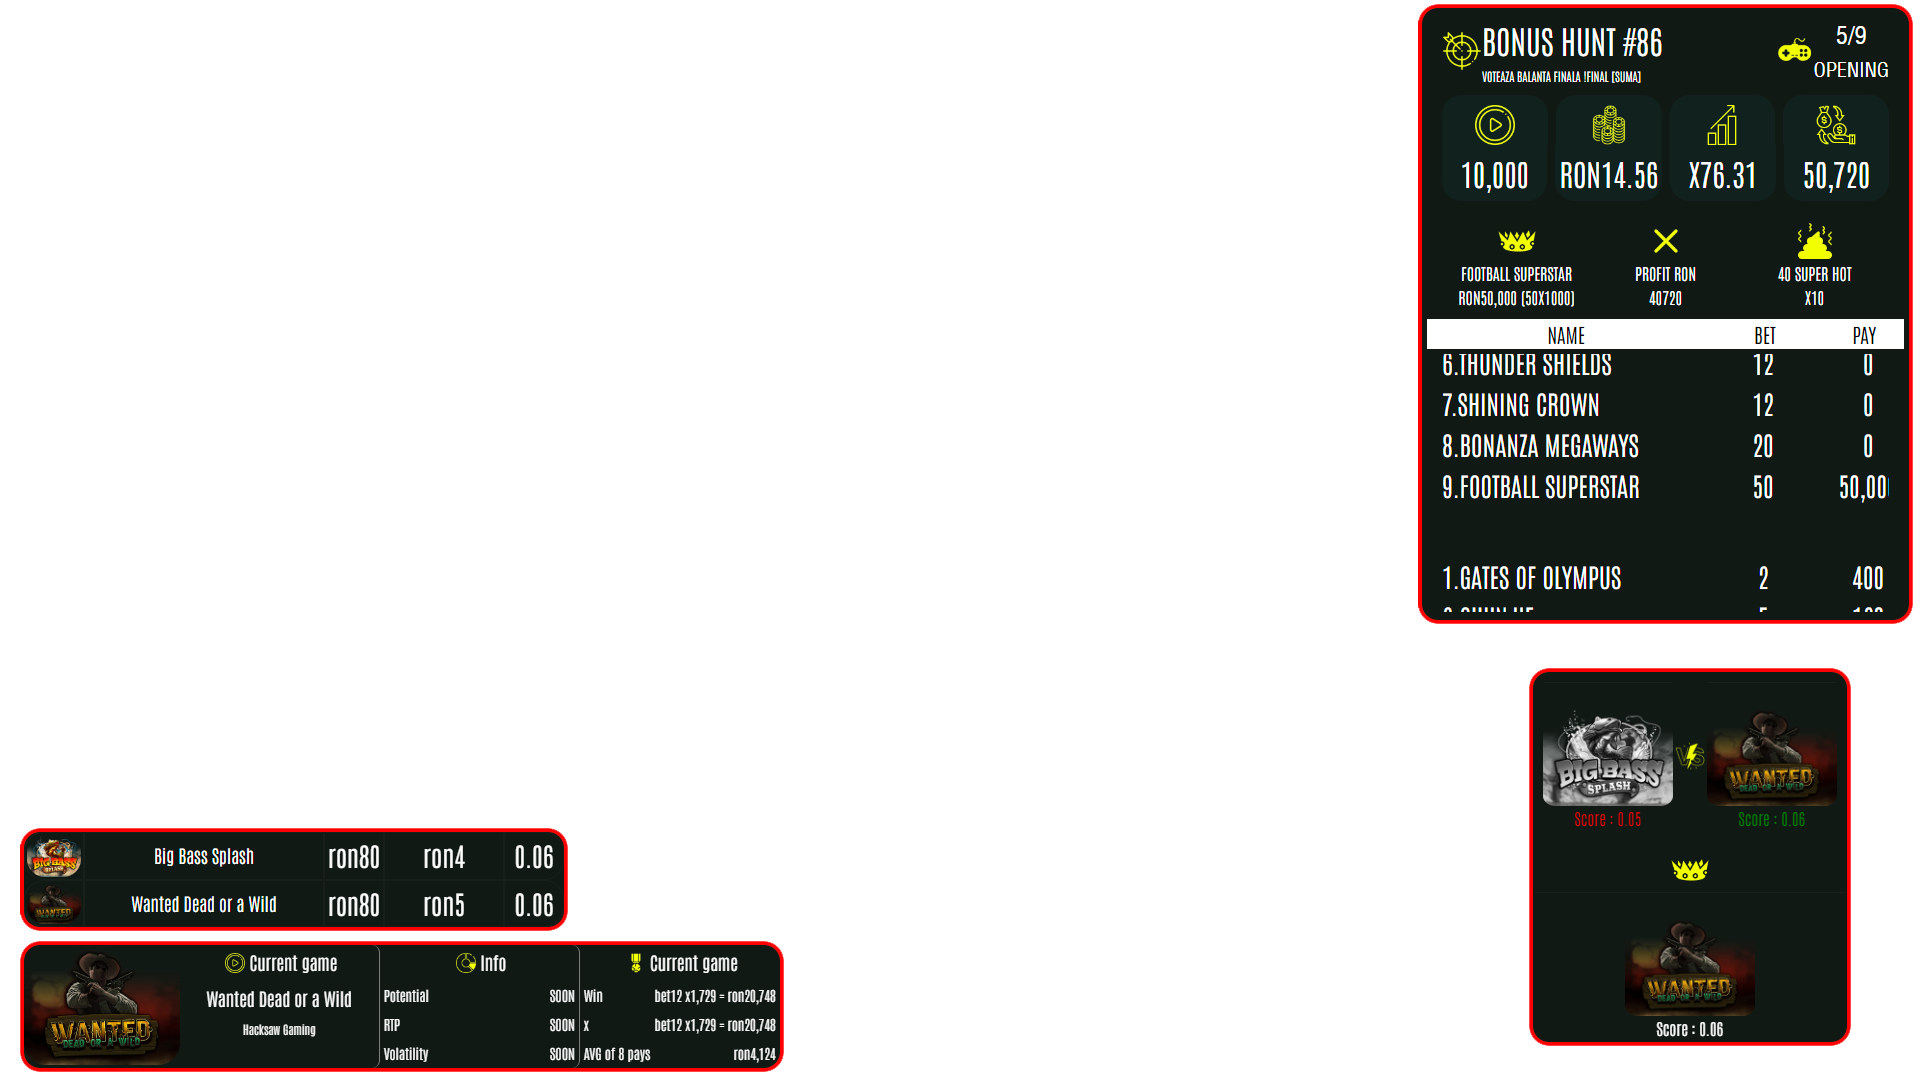 BONUS HUNT #86
VOTEAZA BALANTA FINALA !FINAL [SUMA]
5/9
OPENING
10,000
RON14.56
X76.31
50,720
FOOTBALL SUPERSTAR
RON50,000 (50X1000)
PROFIT RON
40720
40 SUPER HOT
X10
NAME BET PAY
6.THUNDER SHIELDS 12 0
7.SHINING CROWN 12 0
8.BONANZA MEGAWAYS 20 0
9.FOOTBALL SUPERSTAR 50 50,00
1.GATES OF OLYMPUS 2 400
BIG BASS
SPLASH
VS
WANTED
DEAD OR A WILD
Score : 0.05
Score : 0.06
WANTED
DEAD OR A WILD
Score : 0.06
BIG BASS
Big Bass Splash ron80 ron4 0.06
WANTED
Wanted Dead or a Wild ron80 ron5 0.06
WANTED
DEAD OR A WILD
Current game
Wanted Dead or a Wild
Hacksaw Gaming
Info
Potential SOON
RTP SOON
Volatility SOON
Current game
Win bet12 x1,729 = ron20,748
x bet12 x1,729 = ron20,748
AVG of 8 pays ron4,124